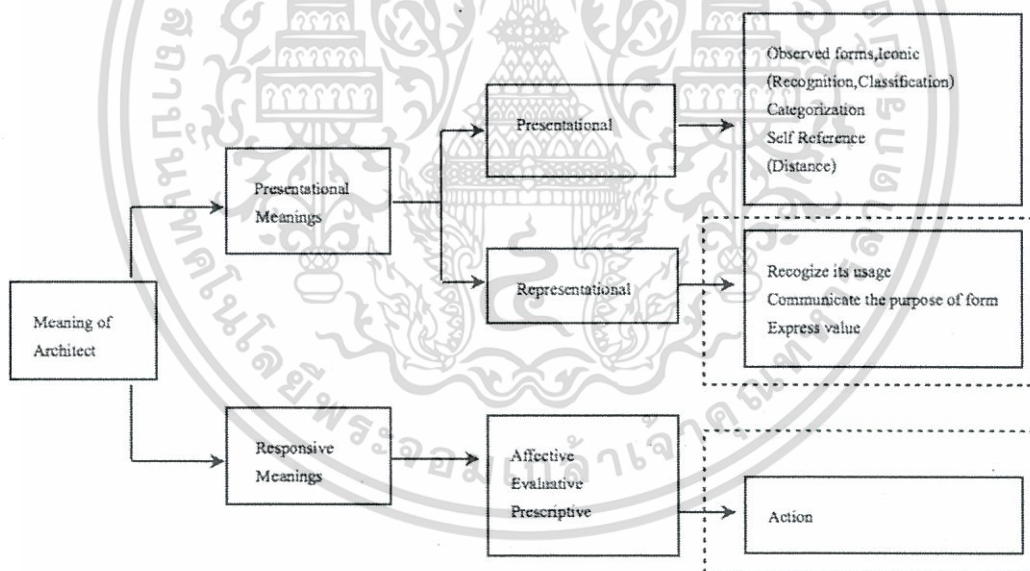 Observed forms,Iconic
(Recognition,Classification)
Categorization
Self Reference
(Distance)
Presentational
Presentational
Meanings
Recogize its usage
Communicate the purpose of form
Express value
Representational
Meaning of
Architect
Responsive
Meanings
Affective
Evaluative
Prescriptive
Action